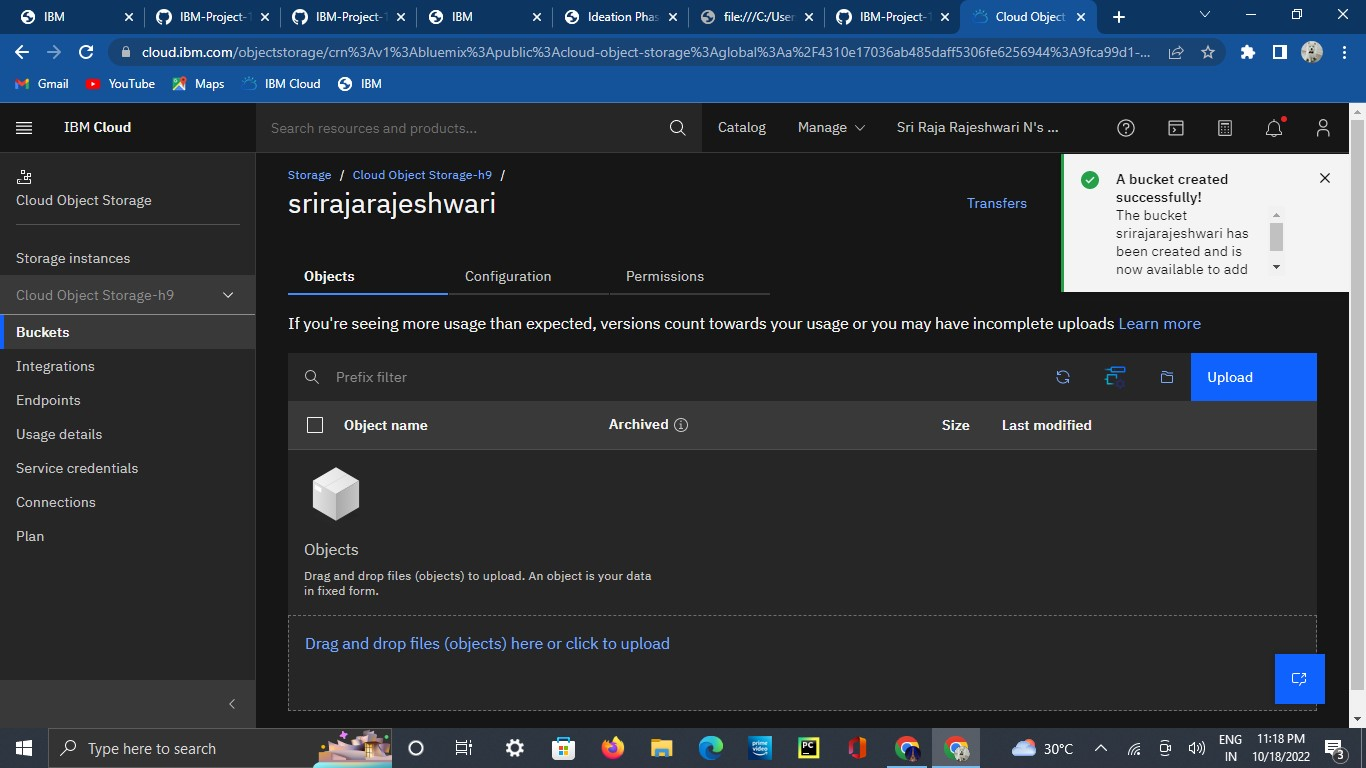 IBM
IBM-Project-1
IBM-Project-1
IBM
Ideation Phas
file:///C:/User
IBM-Project-1
Cloud Object
cloud.ibm.com/objectstorage/crn%3Av1%3Abluemix%3Apublic%3Acloud-object-storage%3Aglobal%3Aa%2F4310e17036ab485daff5306fe6256944%3A9fca99d1-...
Gmail
YouTube
Maps
IBM Cloud
IBM
IBM Cloud
Search resources and products...
Catalog
Manage
Sri Raja Rajeshwari N's ...
Cloud Object Storage
Storage instances
Cloud Object Storage-h9
Buckets
Integrations
Endpoints
Usage details
Service credentials
Connections
Plan
Storage / Cloud Object Storage-h9 /
srirajarajeshwari
Transfers
A bucket created
successfully!
The bucket
srirajarajeshwari has
been created and is
now available to add
Objects
Configuration
Permissions
If you're seeing more usage than expected, versions count towards your usage or you may have incomplete uploads Learn more
Prefix filter
Upload
Object name
Archived
Size
Last modified
Objects
Drag and drop files (objects) to upload. An object is your data
in fixed form.
Drag and drop files (objects) here or click to upload
Type here to search
prime video
PC
30°C
ENG
IN
11:18 PM
10/18/2022
3